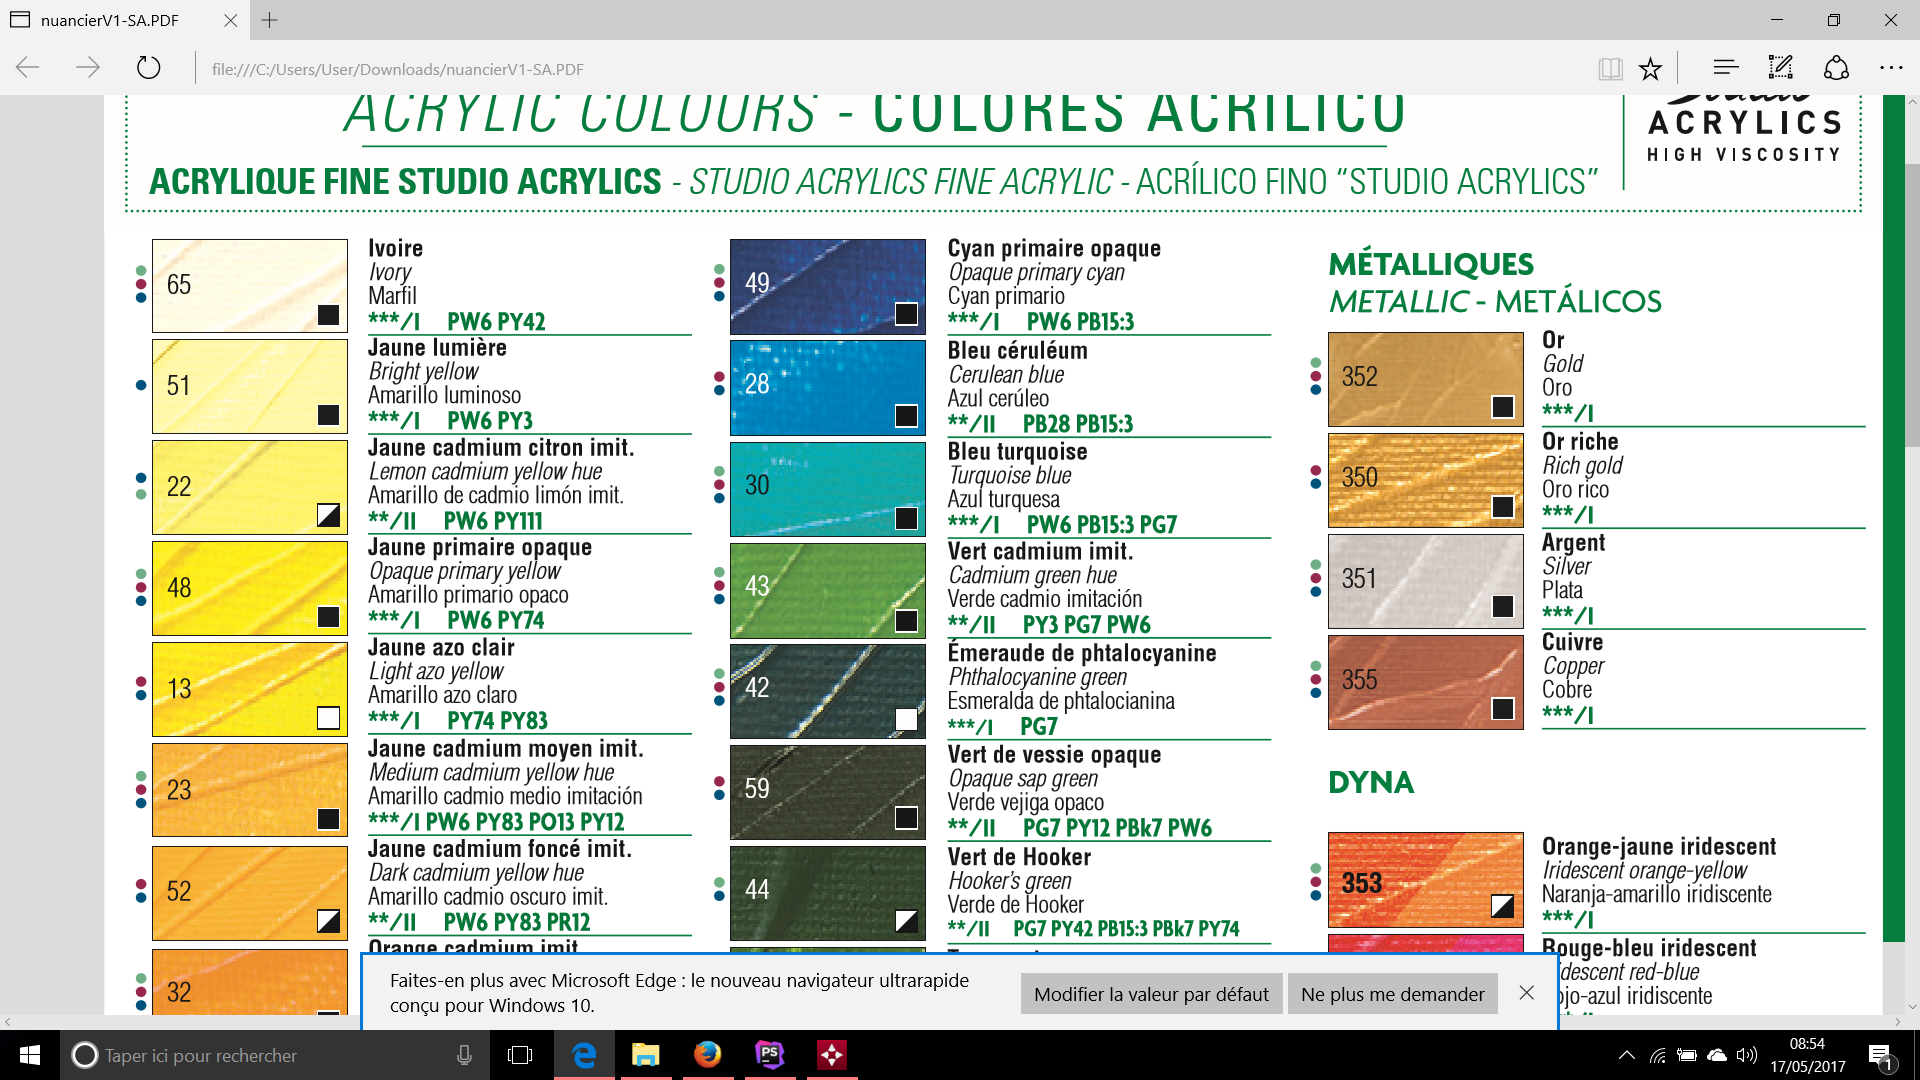 nuancierV1-SA.PDF
file:///C:/Users/User/Downloads/nuancierV1-SA.PDF
ACRYLIC COLOURS - COLORES ACRÍLICO
ACRYLIQUE FINE STUDIO ACRYLICS - STUDIO ACRYLICS FINE ACRYLIC - ACRÍLICO FINO “STUDIO ACRYLICS”
Studio
ACRYLICS
HIGH VISCOSITY
65
Ivoire
Ivory
Marfil
***/I PW6 PY42
51
Jaune lumière
Bright yellow
Amarillo luminoso
***/I PW6 PY3
22
Jaune cadmium citron imit.
Lemon cadmium yellow hue
Amarillo de cadmio limón imit.
**/II PW6 PY111
48
Jaune primaire opaque
Opaque primary yellow
Amarillo primario opaco
***/I PW6 PY74
13
Jaune azo clair
Light azo yellow
Amarillo azo claro
***/I PY74 PY83
23
Jaune cadmium moyen imit.
Medium cadmium yellow hue
Amarillo cadmio medio imitación
***/I PW6 PY83 PO13 PY12
52
Jaune cadmium foncé imit.
Dark cadmium yellow hue
Amarillo cadmio oscuro imit.
**/II PW6 PY83 PR12
32
Orange cadmium imit.
49
Cyan primaire opaque
Opaque primary cyan
Cyan primario
***/I PW6 PB15:3
28
Bleu céruléum
Cerulean blue
Azul cerúleo
**/II PB28 PB15:3
30
Bleu turquoise
Turquoise blue
Azul turquesa
***/I PW6 PB15:3 PG7
43
Vert cadmium imit.
Cadmium green hue
Verde cadmio imitación
**/II PY3 PG7 PW6
42
Émeraude de phtalocyanine
Phthalocyanine green
Esmeralda de phtalocianina
***/I PG7
59
Vert de vessie opaque
Opaque sap green
Verde vejiga opaco
**/II PG7 PY12 PBk7 PW6
44
Vert de Hooker
Hooker's green
Verde de Hooker
**/II PG7 PY42 PB15:3 PBk7 PY74
MÉTALLIQUES
METALLIC - METÁLICOS
352
Or
Gold
Oro
***/I
350
Or riche
Rich gold
Oro rico
***/I
351
Argent
Silver
Plata
***/I
355
Cuivre
Copper
Cobre
***/I
DYNA
353
Orange-jaune iridescent
Iridescent orange-yellow
Naranja-amarillo iridiscente
***/I
Rouge-bleu iridescent
idescent red-blue
ojo-azul iridiscente
Faites-en plus avec Microsoft Edge : le nouveau navigateur ultrarapide
conçu pour Windows 10.
Modifier la valeur par défaut
Ne plus me demander
Taper ici pour rechercher
PS
08:54
17/05/2017
1